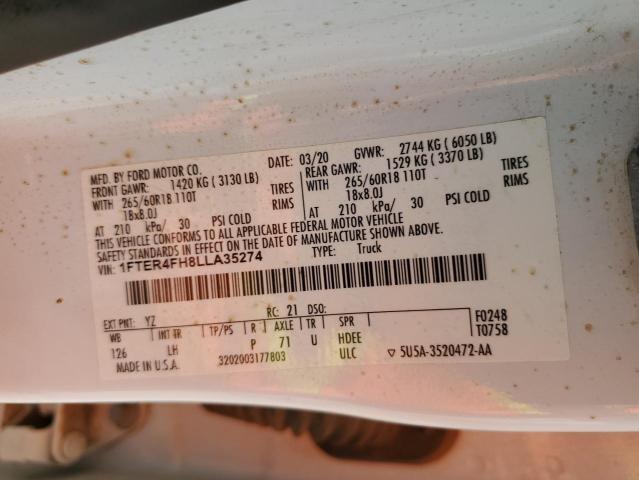 MFD. BY FORD MOTOR CO. 03/20 GVWR: 2744 KG ( 6050 LB)
FRONT GAWR: 1420 KG ( 3130 LB) REAR GAWR: 1529 KG ( 3370 LB)
WITH 265/60R18 110T TIRES WITH 265/60R18 110T TIRES
18x8.0J RIMS 18x8.0J RIMS
AT 210 kPa/ 30 PSI COLD AT 210 kPa/ 30 PSI COLD
THIS VEHICLE CONFORMS TO ALL APPLICABLE FEDERAL MOTOR VEHICLE
SAFETY STANDARDS IN EFFECT ON THE DATE OF MANUFACTURE SHOWN ABOVE.
VIN: 1FTER4FH8LLA35274 TYPE: Truck
EXT PNT: YZ RC: 21 DSO: F0248
WB INT TR TP/PS R AXLE TR SPR T0758
126 LH P 71 U HDEE
MADE IN U.S.A. 3202003177803 ULC ▽ 5U5A-3520472-AA